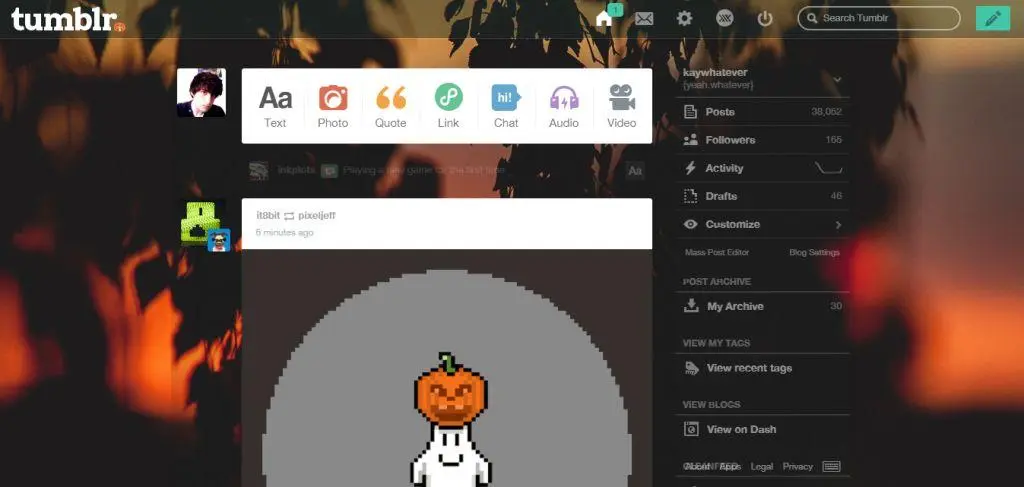 tumblr.
1
Search Tumblr
Aa
Text
Photo
Quote
Link
hi!
Chat
Audio
Video
inkplots Playing a new game for the first time
Aa
it8bit pixeljeff
6 minutes ago
kaywhatever
{yeah.whatever}
Posts 38,052
Followers 165
Activity
Drafts 46
Customize
Mass Post Editor Blog Settings
POST ARCHIVE
My Archive 30
VIEW MY TAGS
View recent tags
VIEW BLOGS
View on Dash
CLEANFEED
About Apps Legal Privacy